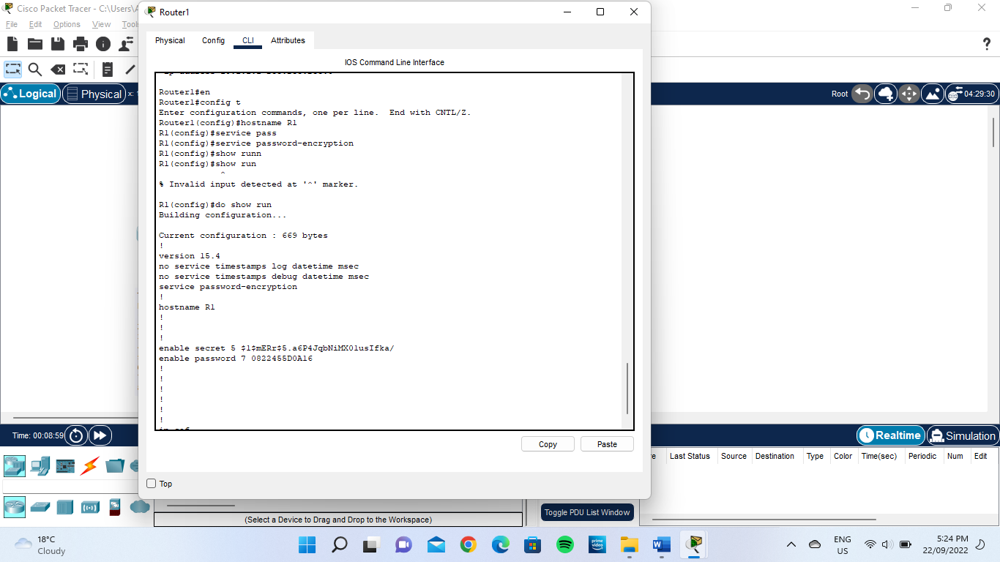 Cisco Packet Tracer - C:\Users\A
Router1
File Edit Options View Tools
Physical Config CLI Attributes
IOS Command Line Interface
Logical
Physical
x:
Root
04:29:30
Router1#en
Router1#config t
Enter configuration commands, one per line.  End with CNTL/Z.
Router1(config)#hostname R1
R1(config)#service pass
R1(config)#service password-encryption
R1(config)#show runn
R1(config)#show run
^
% Invalid input detected at '^' marker.
R1(config)#do show run
Building configuration...
Current configuration : 669 bytes
!
version 15.4
no service timestamps log datetime msec
no service timestamps debug datetime msec
service password-encryption
!
hostname R1
!
!
!
enable secret 5 $1$mERr$5.a6P4JqbNiMX01usIfka/
enable password 7 0822455D0A16
!
!
!
!
!
!
Copy Paste
Top
Time: 00:08:59
Realtime
Simulation
Last Status Source Destination Type Color Time(sec) Periodic Num Edit
Toggle PDU List Window
(Select a Device to Drag and Drop to the Workspace)
18°C
Cloudy
prime video
ENG
US
5:24 PM
22/09/2022